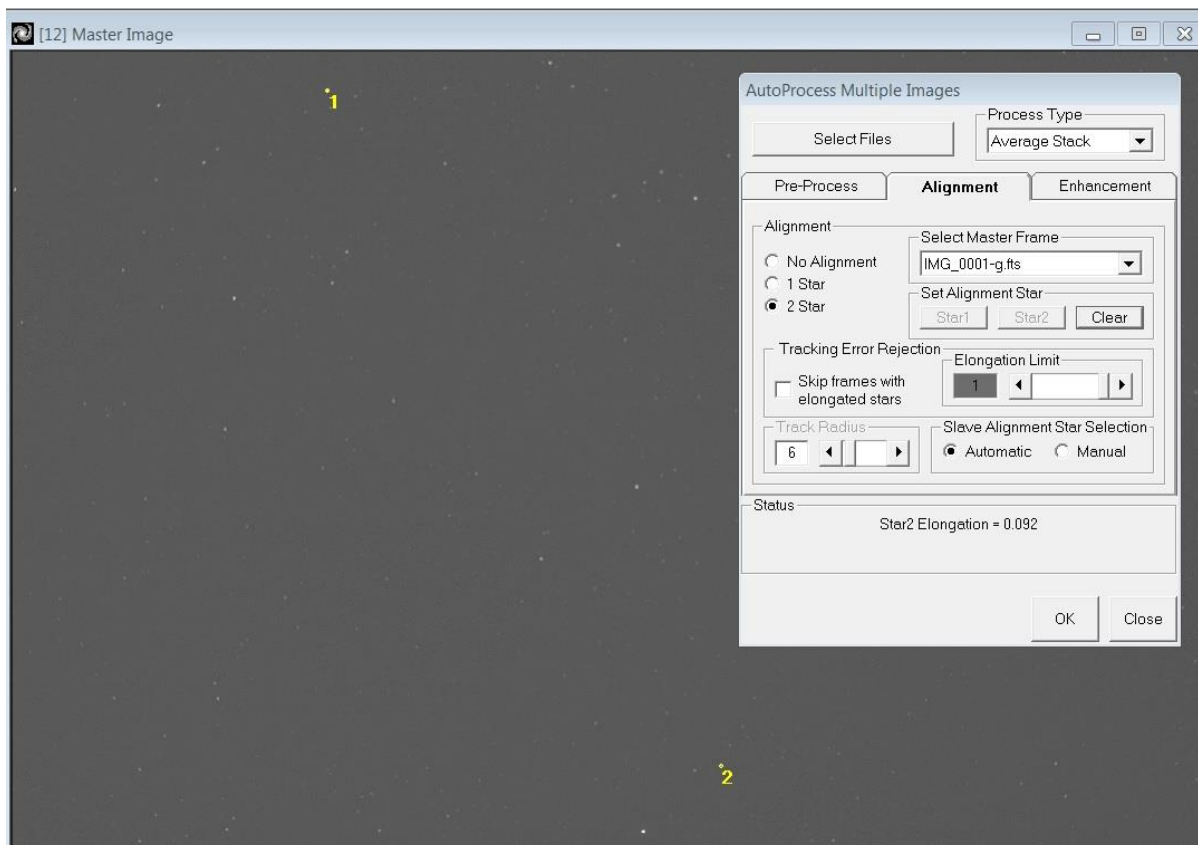 [12] Master Image
1
AutoProcess Multiple Images
Process Type
Select Files
Average Stack
Pre-Process
Alignment
Enhancement
Alignment
Select Master Frame
No Alignment
IMG_0001-g.fts
1 Star
Set Alignment Star
2 Star
Star1
Star2
Clear
Tracking Error Rejection
Elongation Limit
Skip frames with
elongated stars
1
Track Radius
Slave Alignment Star Selection
6
Automatic
Manual
Status
Star2 Elongation = 0.092
OK
Close
2